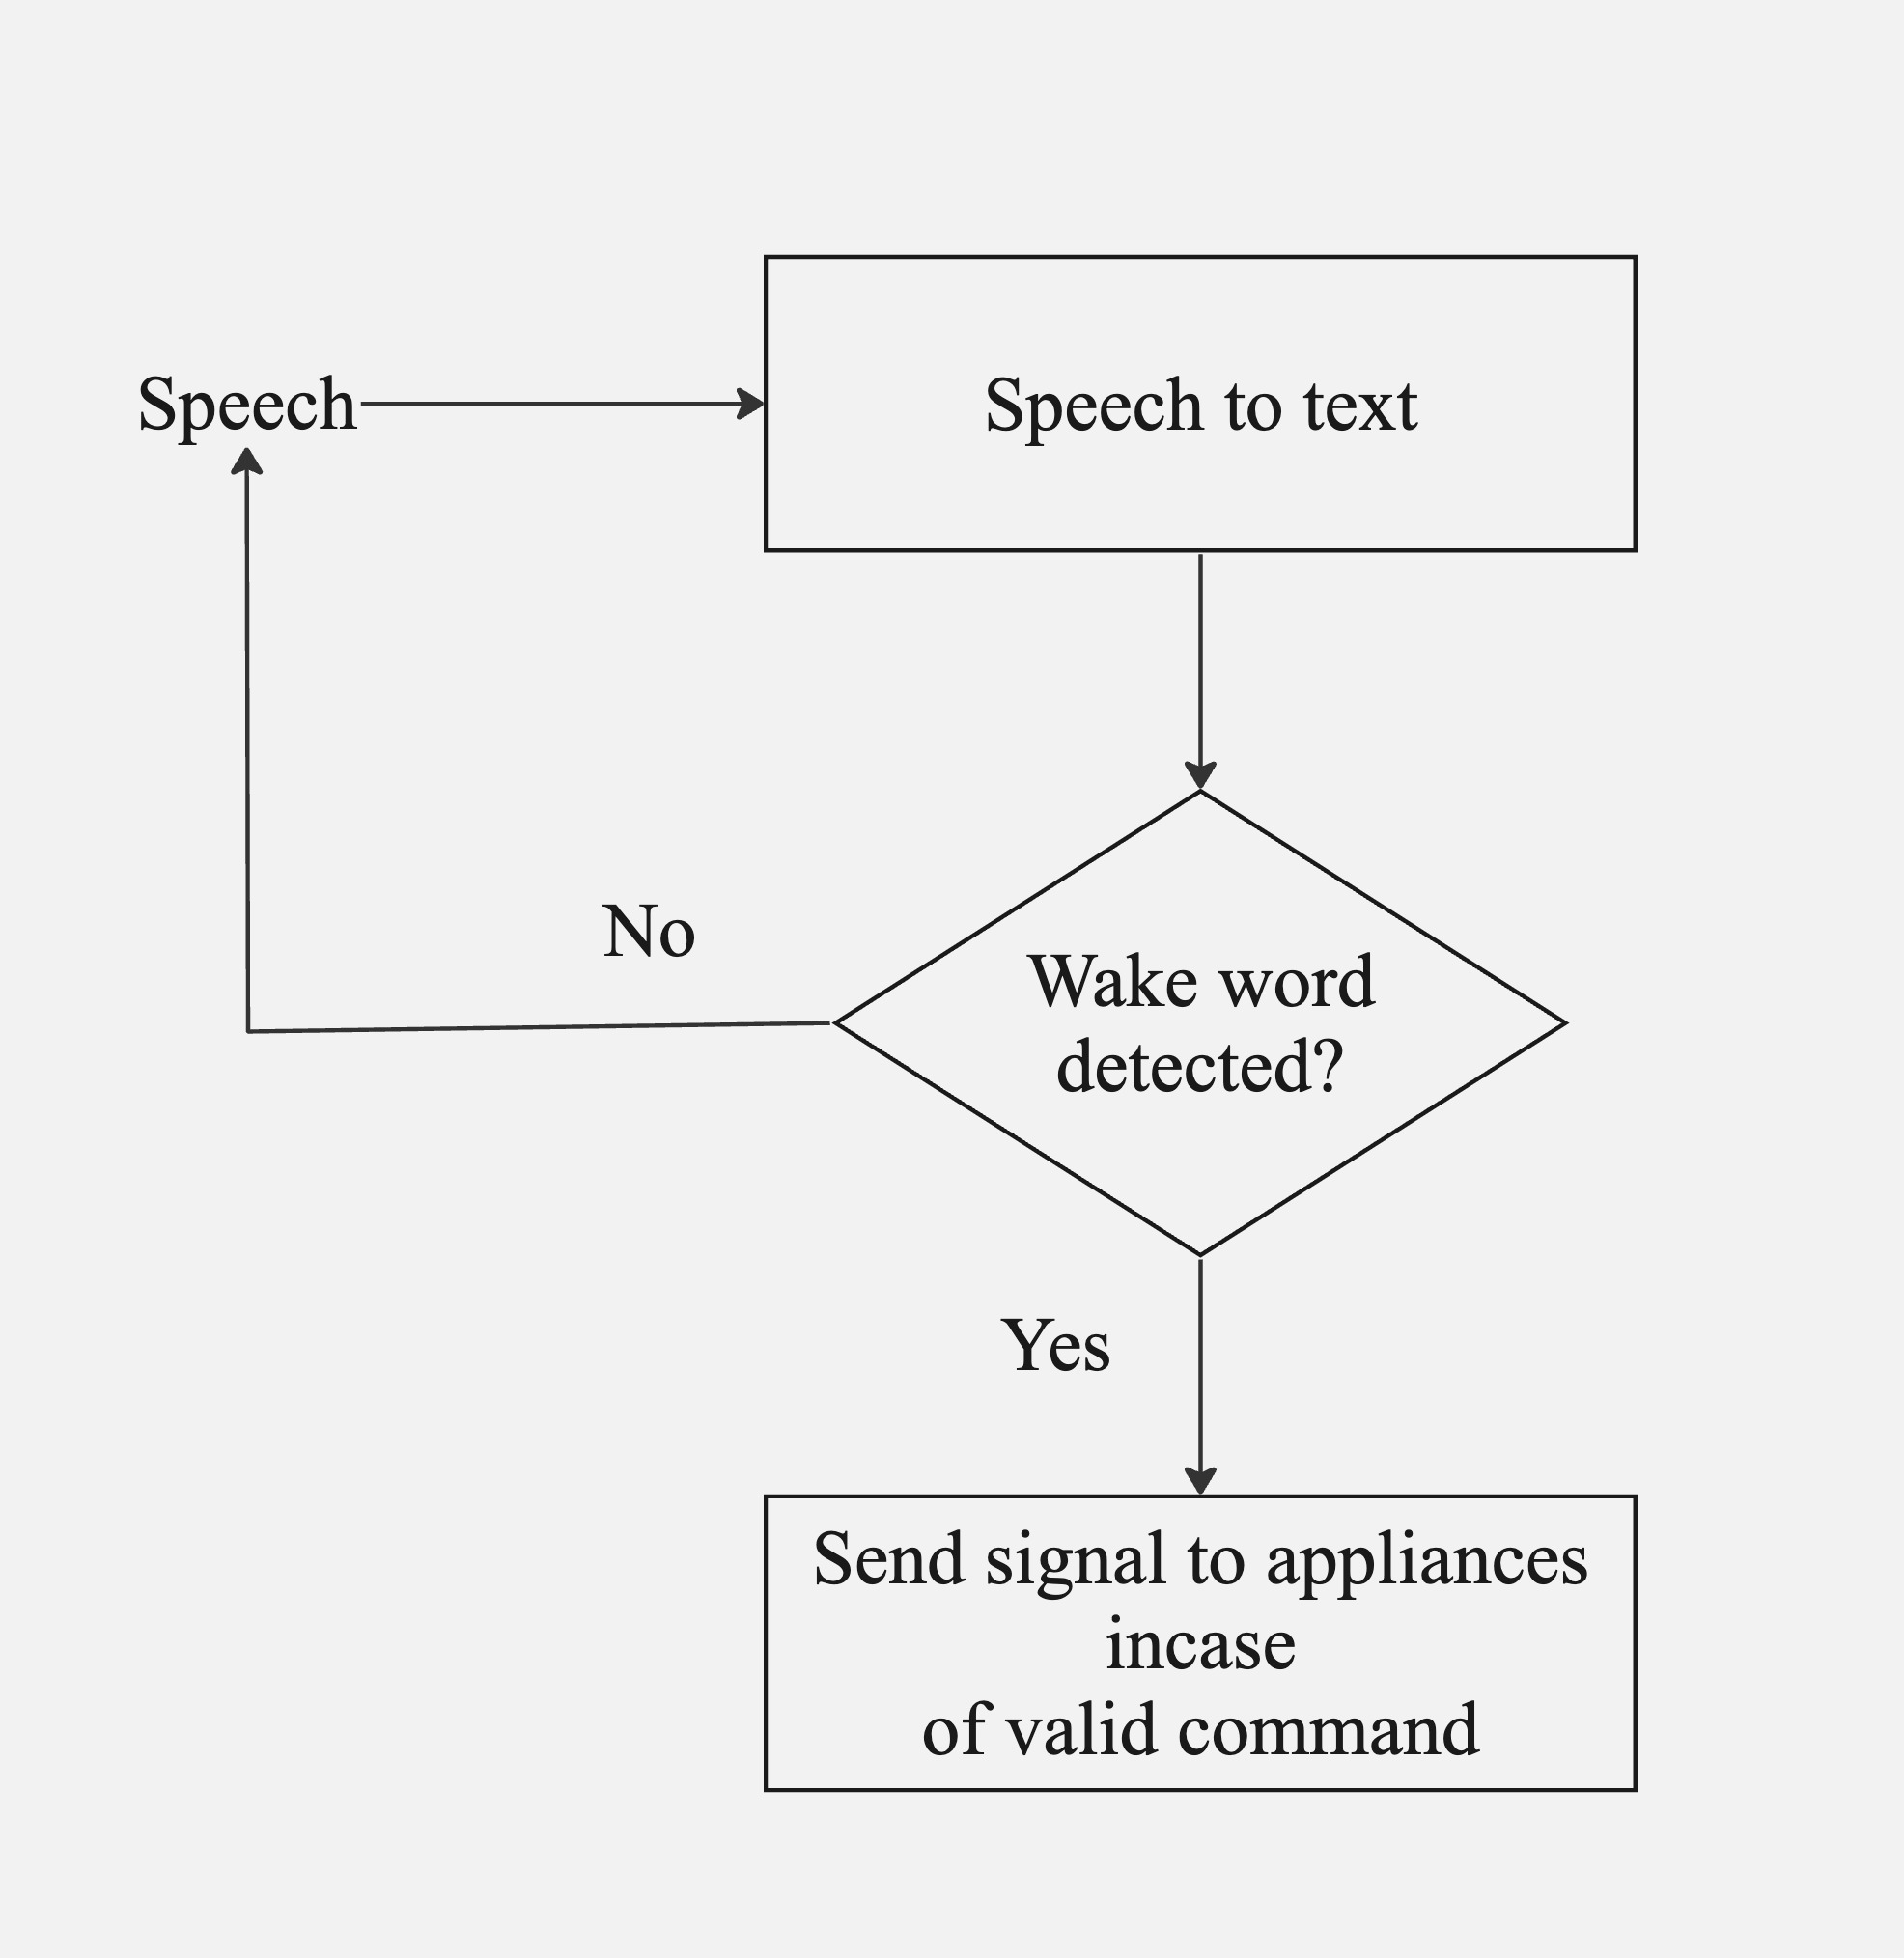 Speech
Speech to text
No
Wake word
detected?
Yes
Send signal to appliances
incase
of valid command